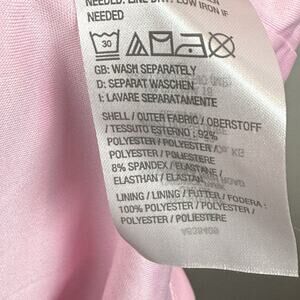 NEEDED. LINE DRY. LOW IRON IF
NEEDED
30
GB: WASH SEPARATELY
D: SEPARAT WASCHEN
I: LAVARE SEPARATAMENTE
SHELL / OUTER FABRIC / OBERSTOFF
/ TESSUTO ESTERNO : 92%
POLYESTER / POLYESTER /
POLYESTER / POLIESTERE
8% SPANDEX / ELASTANE /
ELASTHAN / ELASTAN
LINING / LINING / FUTTER / FODERA -
100% POLYESTER / POLYESTER /
POLYESTER / POLIESTERE